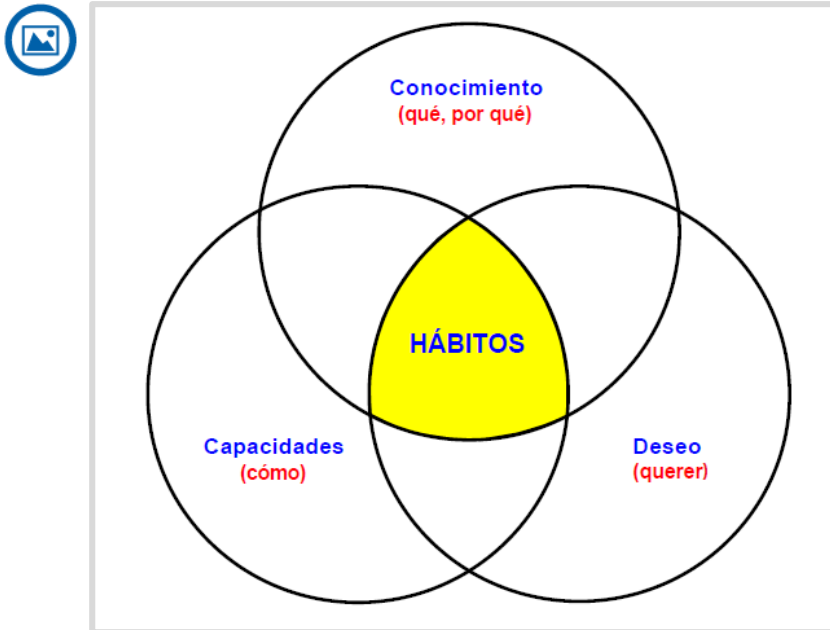 Conocimiento
(qué, por qué)
HÁBITOS
Capacidades
(cómo)
Deseo
(querer)